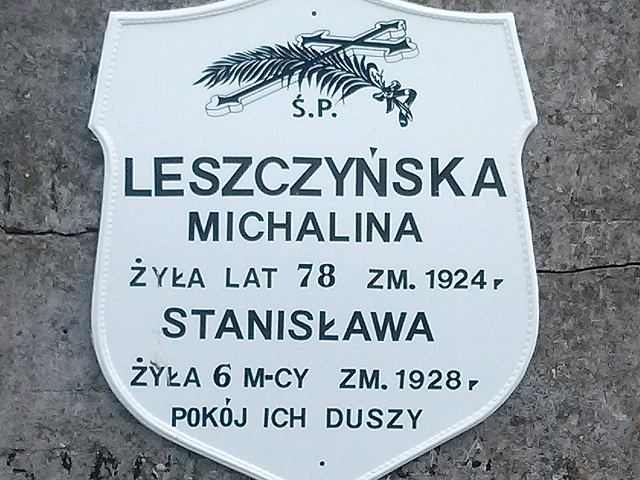 Ś.P.
LESZCZYŃSKA
MICHALINA
ŻYŁA LAT 78 ZM. 1924 r
STANISŁAWA
ŻYŁA 6 M-CY ZM. 1928 r
POKÓJ ICH DUSZY